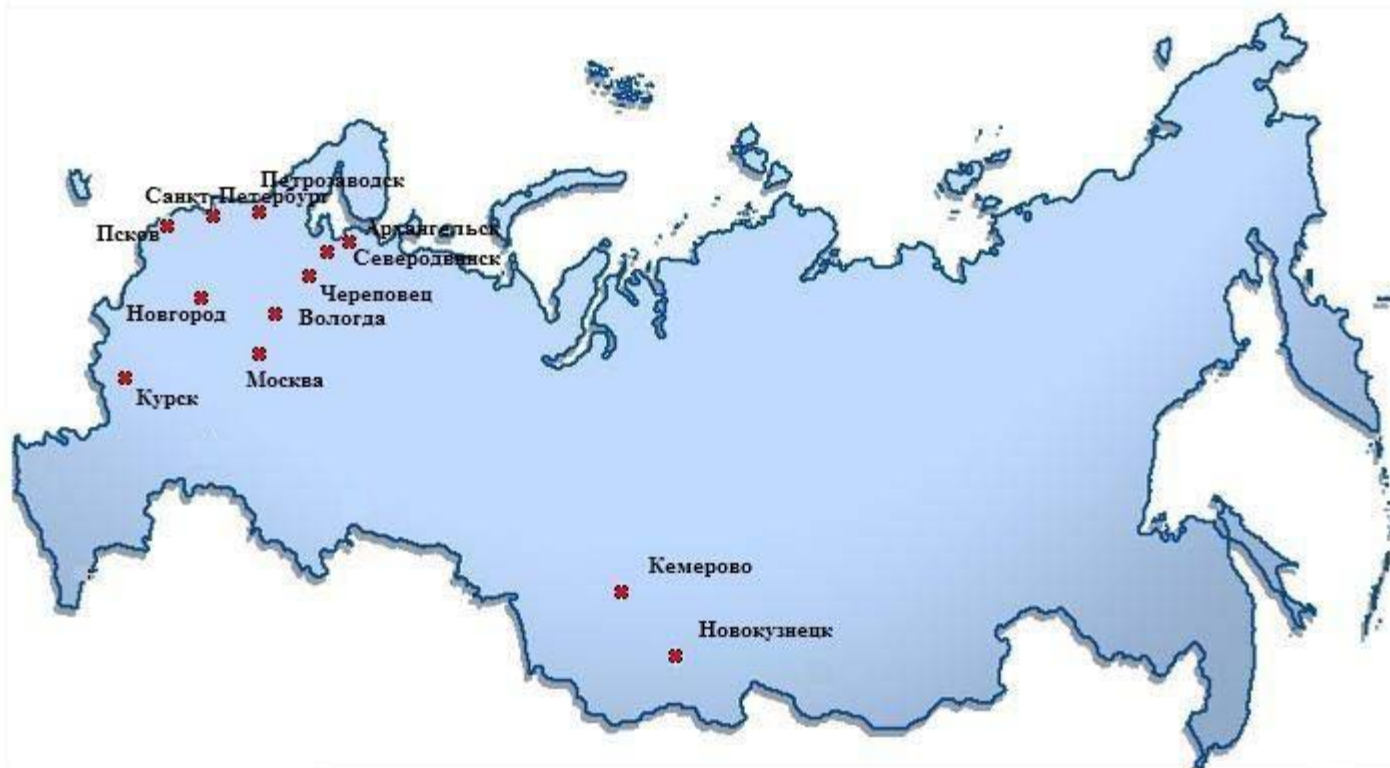 Петрозаводск
Санкт-Петербург
Псков
Архангельск
Северодвинск
Череповец
Новгород
Вологда
Москва
Курск
Кемерово
Новокузнецк